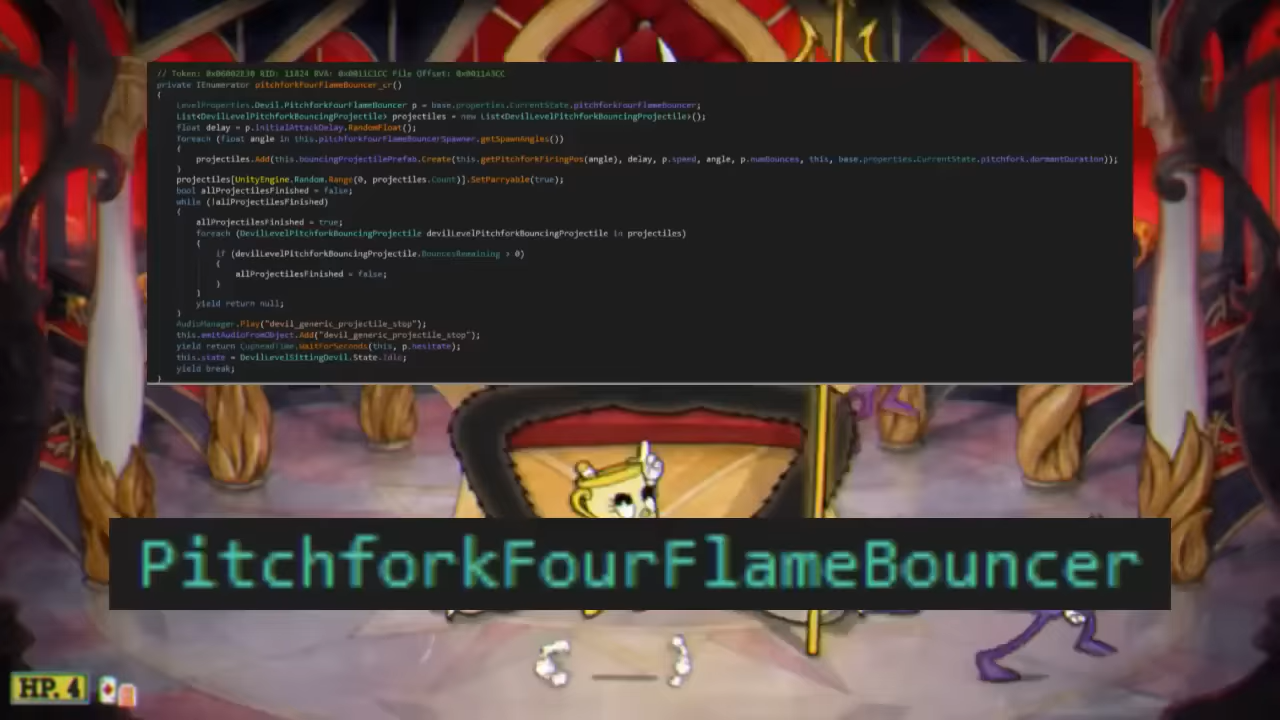 // Token: 0x06002E30 RID: 11824 RVA: 0x0011C1CC File Offset: 0x0011A3CC
private IEnumerator pitchforkFourFlameBouncer_cr()
{
LevelProperties.Devil.PitchforkFourFlameBouncer p = base.properties.CurrentState.pitchforkFourFlameBouncer;
List<DevilLevelPitchforkBouncingProjectile> projectiles = new List<DevilLevelPitchforkBouncingProjectile>();
float delay = p.initialAttackDelay.RandomFloat();
foreach (float angle in this.pitchforkFourFlameBouncerSpawner.getSpawnAngles())
{
projectiles.Add(this.bouncingProjectilePrefab.Create(this.getPitchforkFiringPos(angle), delay, p.speed, angle, p.numBounces, this, base.properties.CurrentState.pitchfork.dormantDuration));
}
projectiles[UnityEngine.Random.Range(0, projectiles.Count)].SetParryable(true);
bool allProjectilesFinished = false;
while (!allProjectilesFinished)
{
allProjectilesFinished = true;
foreach (DevilLevelPitchforkBouncingProjectile devilLevelPitchforkBouncingProjectile in projectiles)
{
if (devilLevelPitchforkBouncingProjectile.BouncesRemaining > 0)
{
allProjectilesFinished = false;
}
}
yield return null;
}
AudioManager.Play("devil_generic_projectile_stop");
this.emitAudioFromObject.Add("devil_generic_projectile_stop");
yield return CupheadTime.WaitForSeconds(this, p.hesitate);
this.state = DevilLevelSittingDevil.State.Idle;
yield break;
}
PitchforkFourFlameBouncer
HP. 4